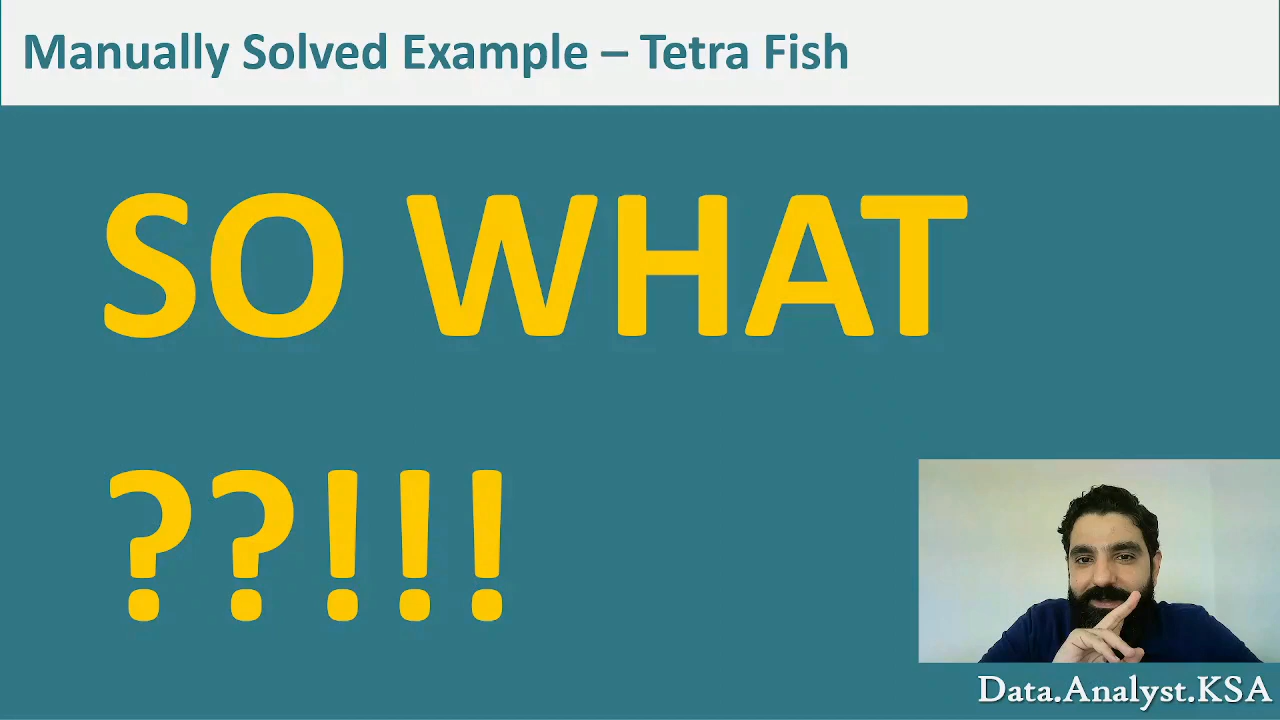 Manually Solved Example – Tetra Fish
SO WHAT
??!!!
Data.Analyst.KSA